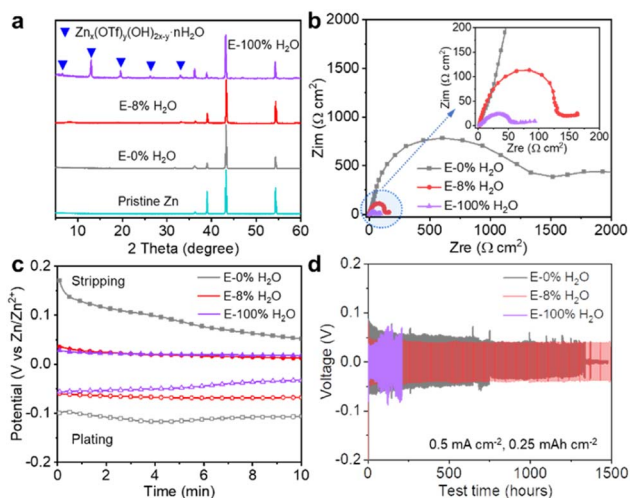 a
Znx(OTf)y(OH)2x-y·nH2O
E-100% H2O
E-8% H2O
E-0% H2O
Pristine Zn
0 10 20 30 40 50 60
2 Theta (degree)
b
2000
1500
1000
500
0
Zim (Ω cm²)
0 500 1000 1500 2000
Zre (Ω cm²)
200
150
100
50
0
Zim (Ω cm²)
0 50 100 150 200
Zre (Ω cm²)
E-0% H2O
E-8% H2O
E-100% H2O
c
0.2
0.1
0.0
-0.1
-0.2
Potential (V vs Zn/Zn²⁺)
Stripping
E-0% H2O
E-8% H2O
E-100% H2O
Plating
0 2 4 6 8 10
Time (min)
d
0.2
0.1
0.0
-0.1
-0.2
Voltage (V)
E-0% H2O
E-8% H2O
E-100% H2O
0.5 mA cm⁻², 0.25 mAh cm⁻²
0 500 1000 1500
Test time (hours)